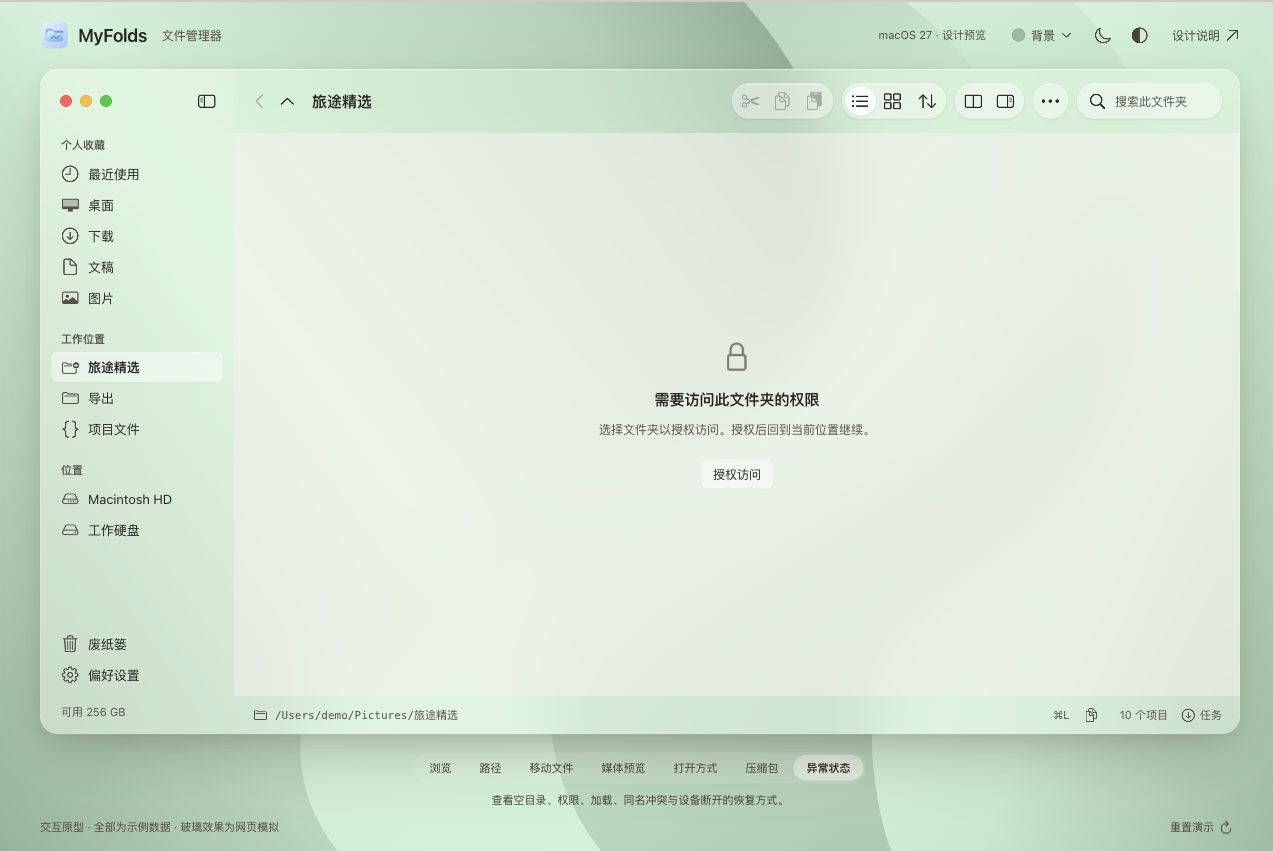 MyFolds 文件管理器
macOS 27 · 设计预览
背景
设计说明
旅途精选
搜索此文件夹
个人收藏
最近使用
桌面
下载
文稿
图片
工作位置
旅途精选
导出
项目文件
位置
Macintosh HD
工作硬盘
废纸篓
偏好设置
可用 256 GB
需要访问此文件夹的权限
选择文件夹以授权访问。授权后回到当前位置继续。
授权访问
/Users/demo/Pictures/旅途精选
⌘L
10 个项目
任务
浏览 路径 移动文件 媒体预览 打开方式 压缩包 异常状态
查看空目录、权限、加载、同名冲突与设备断开的恢复方式。
交互原型 · 全部为示例数据 · 玻璃效果为网页模拟
重置演示